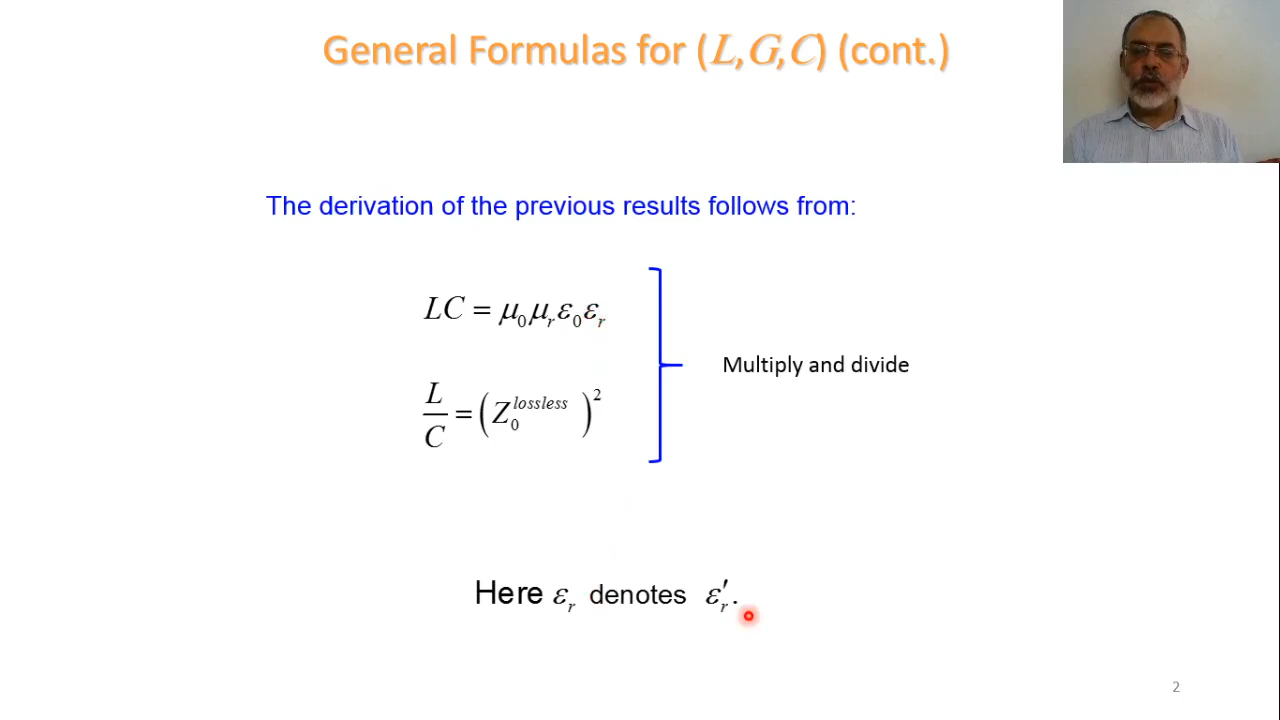 General Formulas for (L,G,C) (cont.)
The derivation of the previous results follows from:
LC = μ₀μᵣε₀εᵣ
L/C = (Z₀^lossless)²
Multiply and divide
Here εᵣ denotes εᵣ′.
2